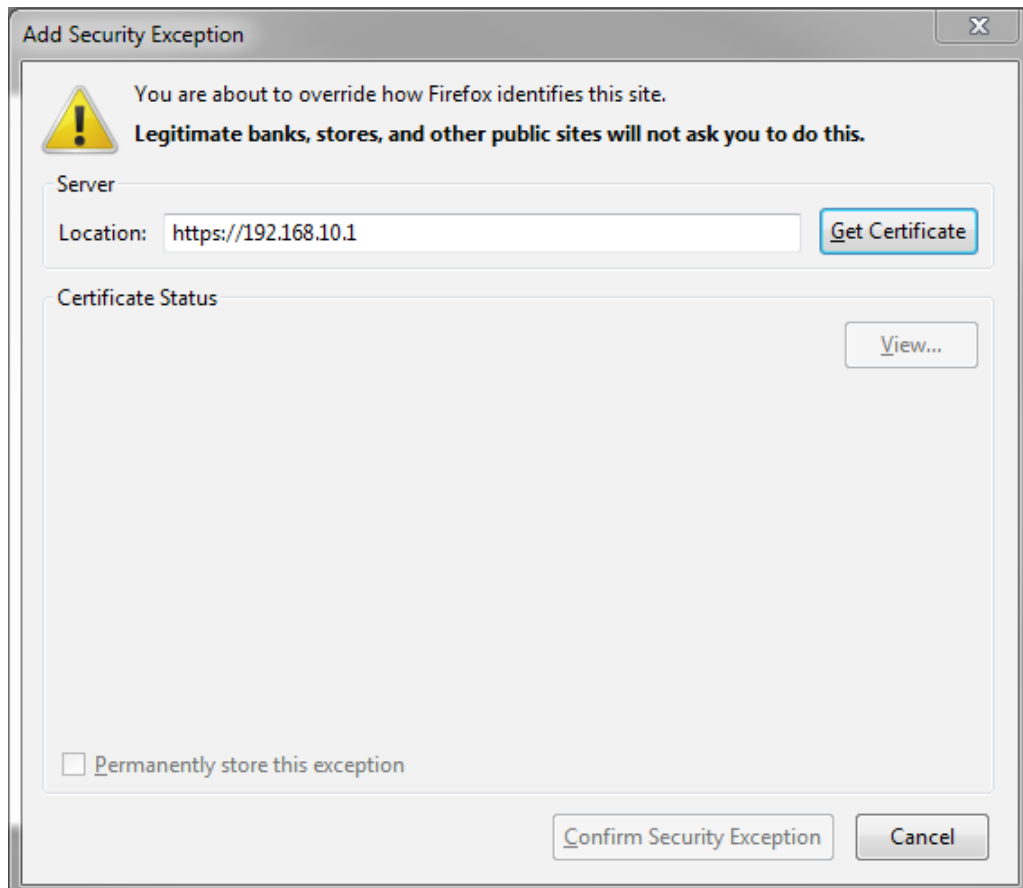 Add Security Exception
You are about to override how Firefox identifies this site.
Legitimate banks, stores, and other public sites will not ask you to do this.
Server
Location: https://192.168.10.1 Get Certificate
Certificate Status
View...
Permanently store this exception
Confirm Security Exception Cancel